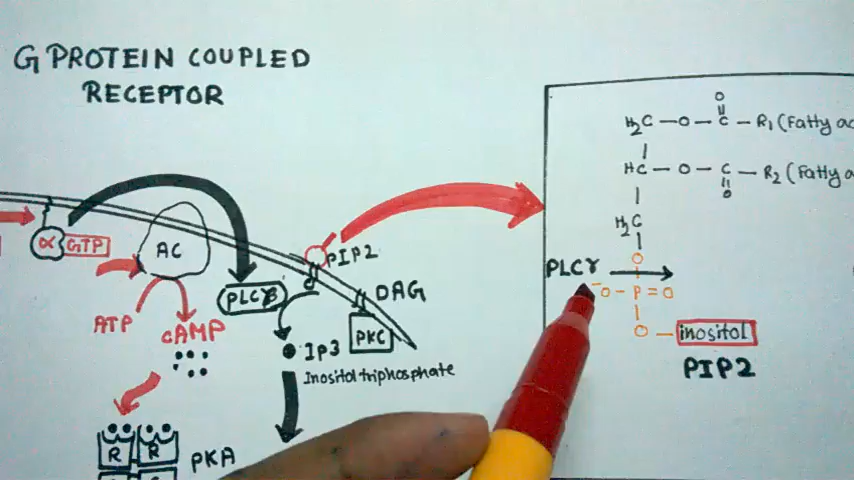 G PROTEIN COUPLED
RECEPTOR
α GTP
AC
ATP
cAMP
PLCβ
PIP2
DAG
PKC
IP3
Inositol triphosphate
R R
PKA
O
H2C — O — C — R1 (Fatty ac
HC — O — C — R2 (Fatty a
O
H2C
O
PLCγ
⁻O — P = O
O — inositol
PIP2